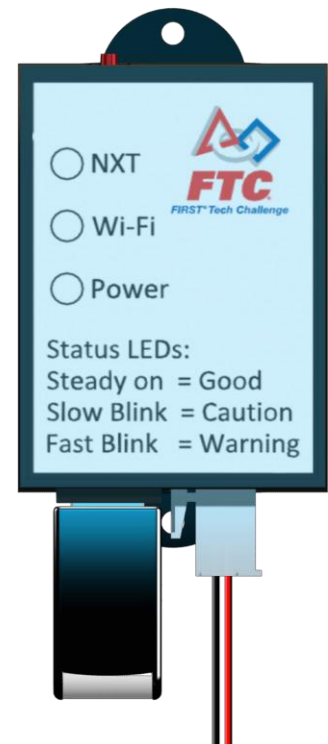 NXT
FTC
FIRST® Tech Challenge
Wi-Fi
Power
Status LEDs:
Steady on = Good
Slow Blink = Caution
Fast Blink = Warning